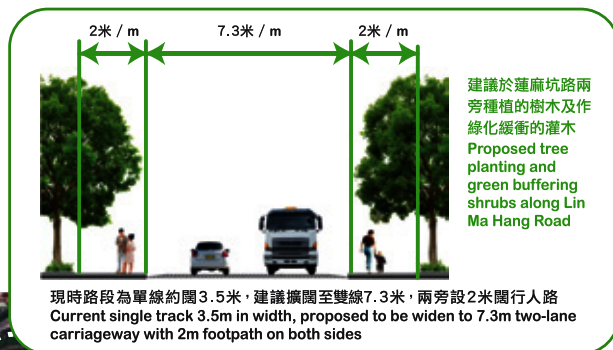 2米 / m
7.3米 / m
2米 / m
建議於蓮麻坑路兩
旁種植的樹木及作
綠化緩衝的灌木
Proposed tree
planting and
green buffering
shrubs along Lin
Ma Hang Road
現時路段為單線約闊3.5米，建議擴闊至雙線7.3米，兩旁設2米闊行人路
Current single track 3.5m in width, proposed to be widen to 7.3m two-lane
carriageway with 2m footpath on both sides